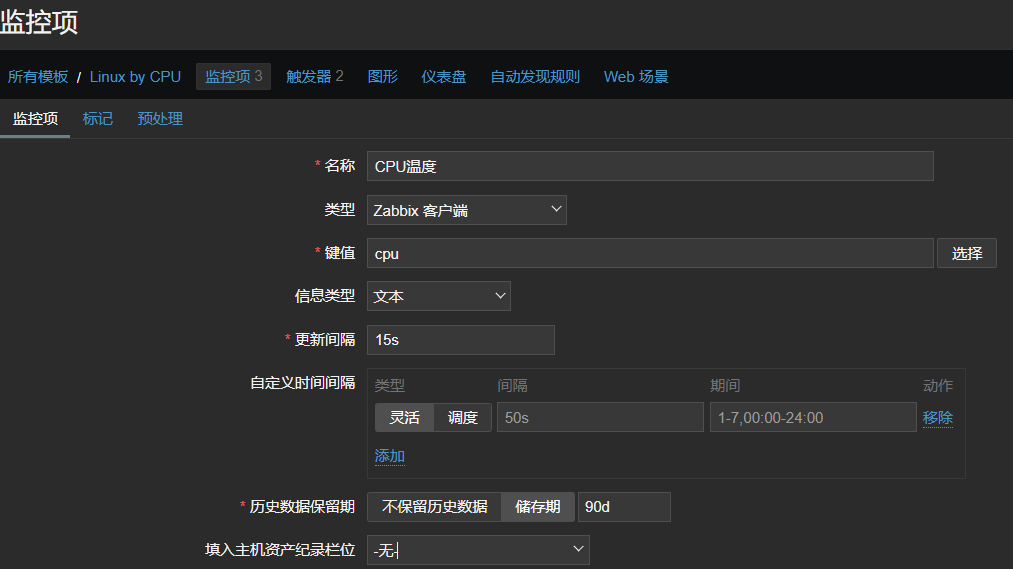 监控项
所有模板 / Linux by CPU 监控项 3 触发器 2 图形 仪表盘 自动发现规则 Web 场景
监控项 标记 预处理
* 名称 CPU温度
类型 Zabbix 客户端
* 键值 cpu 选择
信息类型 文本
* 更新间隔 15s
自定义时间间隔 类型 间隔 期间 动作
灵活 调度 50s 1-7,00:00-24:00 移除
添加
* 历史数据保留期 不保留历史数据 储存期 90d
填入主机资产纪录栏位 -无-